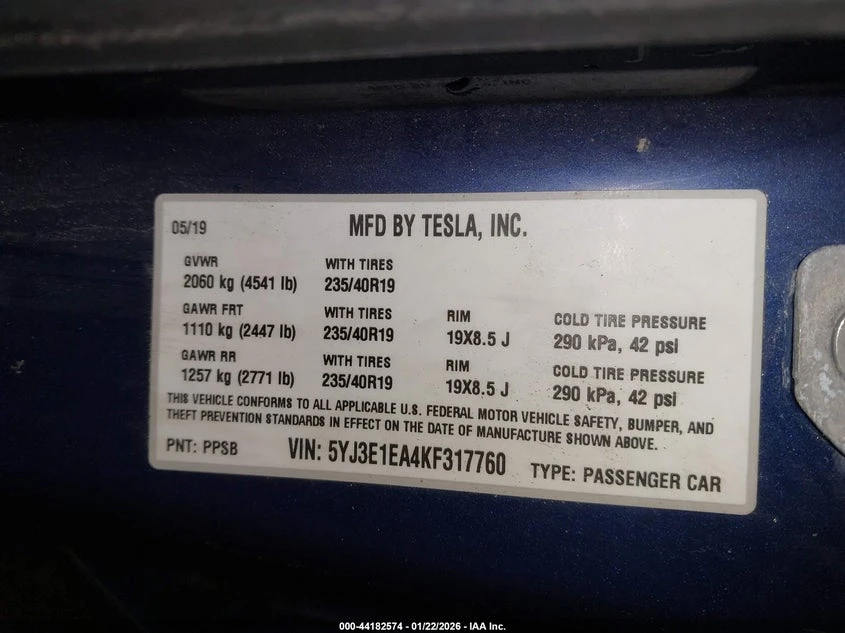 05/19 MFD BY TESLA, INC.
GVWR WITH TIRES
2060 kg (4541 lb) 235/40R19
GAWR FRT WITH TIRES RIM COLD TIRE PRESSURE
1110 kg (2447 lb) 235/40R19 19X8.5 J 290 kPa, 42 psi
GAWR RR WITH TIRES RIM COLD TIRE PRESSURE
1257 kg (2771 lb) 235/40R19 19X8.5 J 290 kPa, 42 psi
THIS VEHICLE CONFORMS TO ALL APPLICABLE U.S. FEDERAL MOTOR VEHICLE SAFETY, BUMPER, AND
THEFT PREVENTION STANDARDS IN EFFECT ON THE DATE OF MANUFACTURE SHOWN ABOVE.
PNT: PPSB VIN: 5YJ3E1EA4KF317760 TYPE: PASSENGER CAR
000-44182574 - 01/22/2026 - IAA Inc.